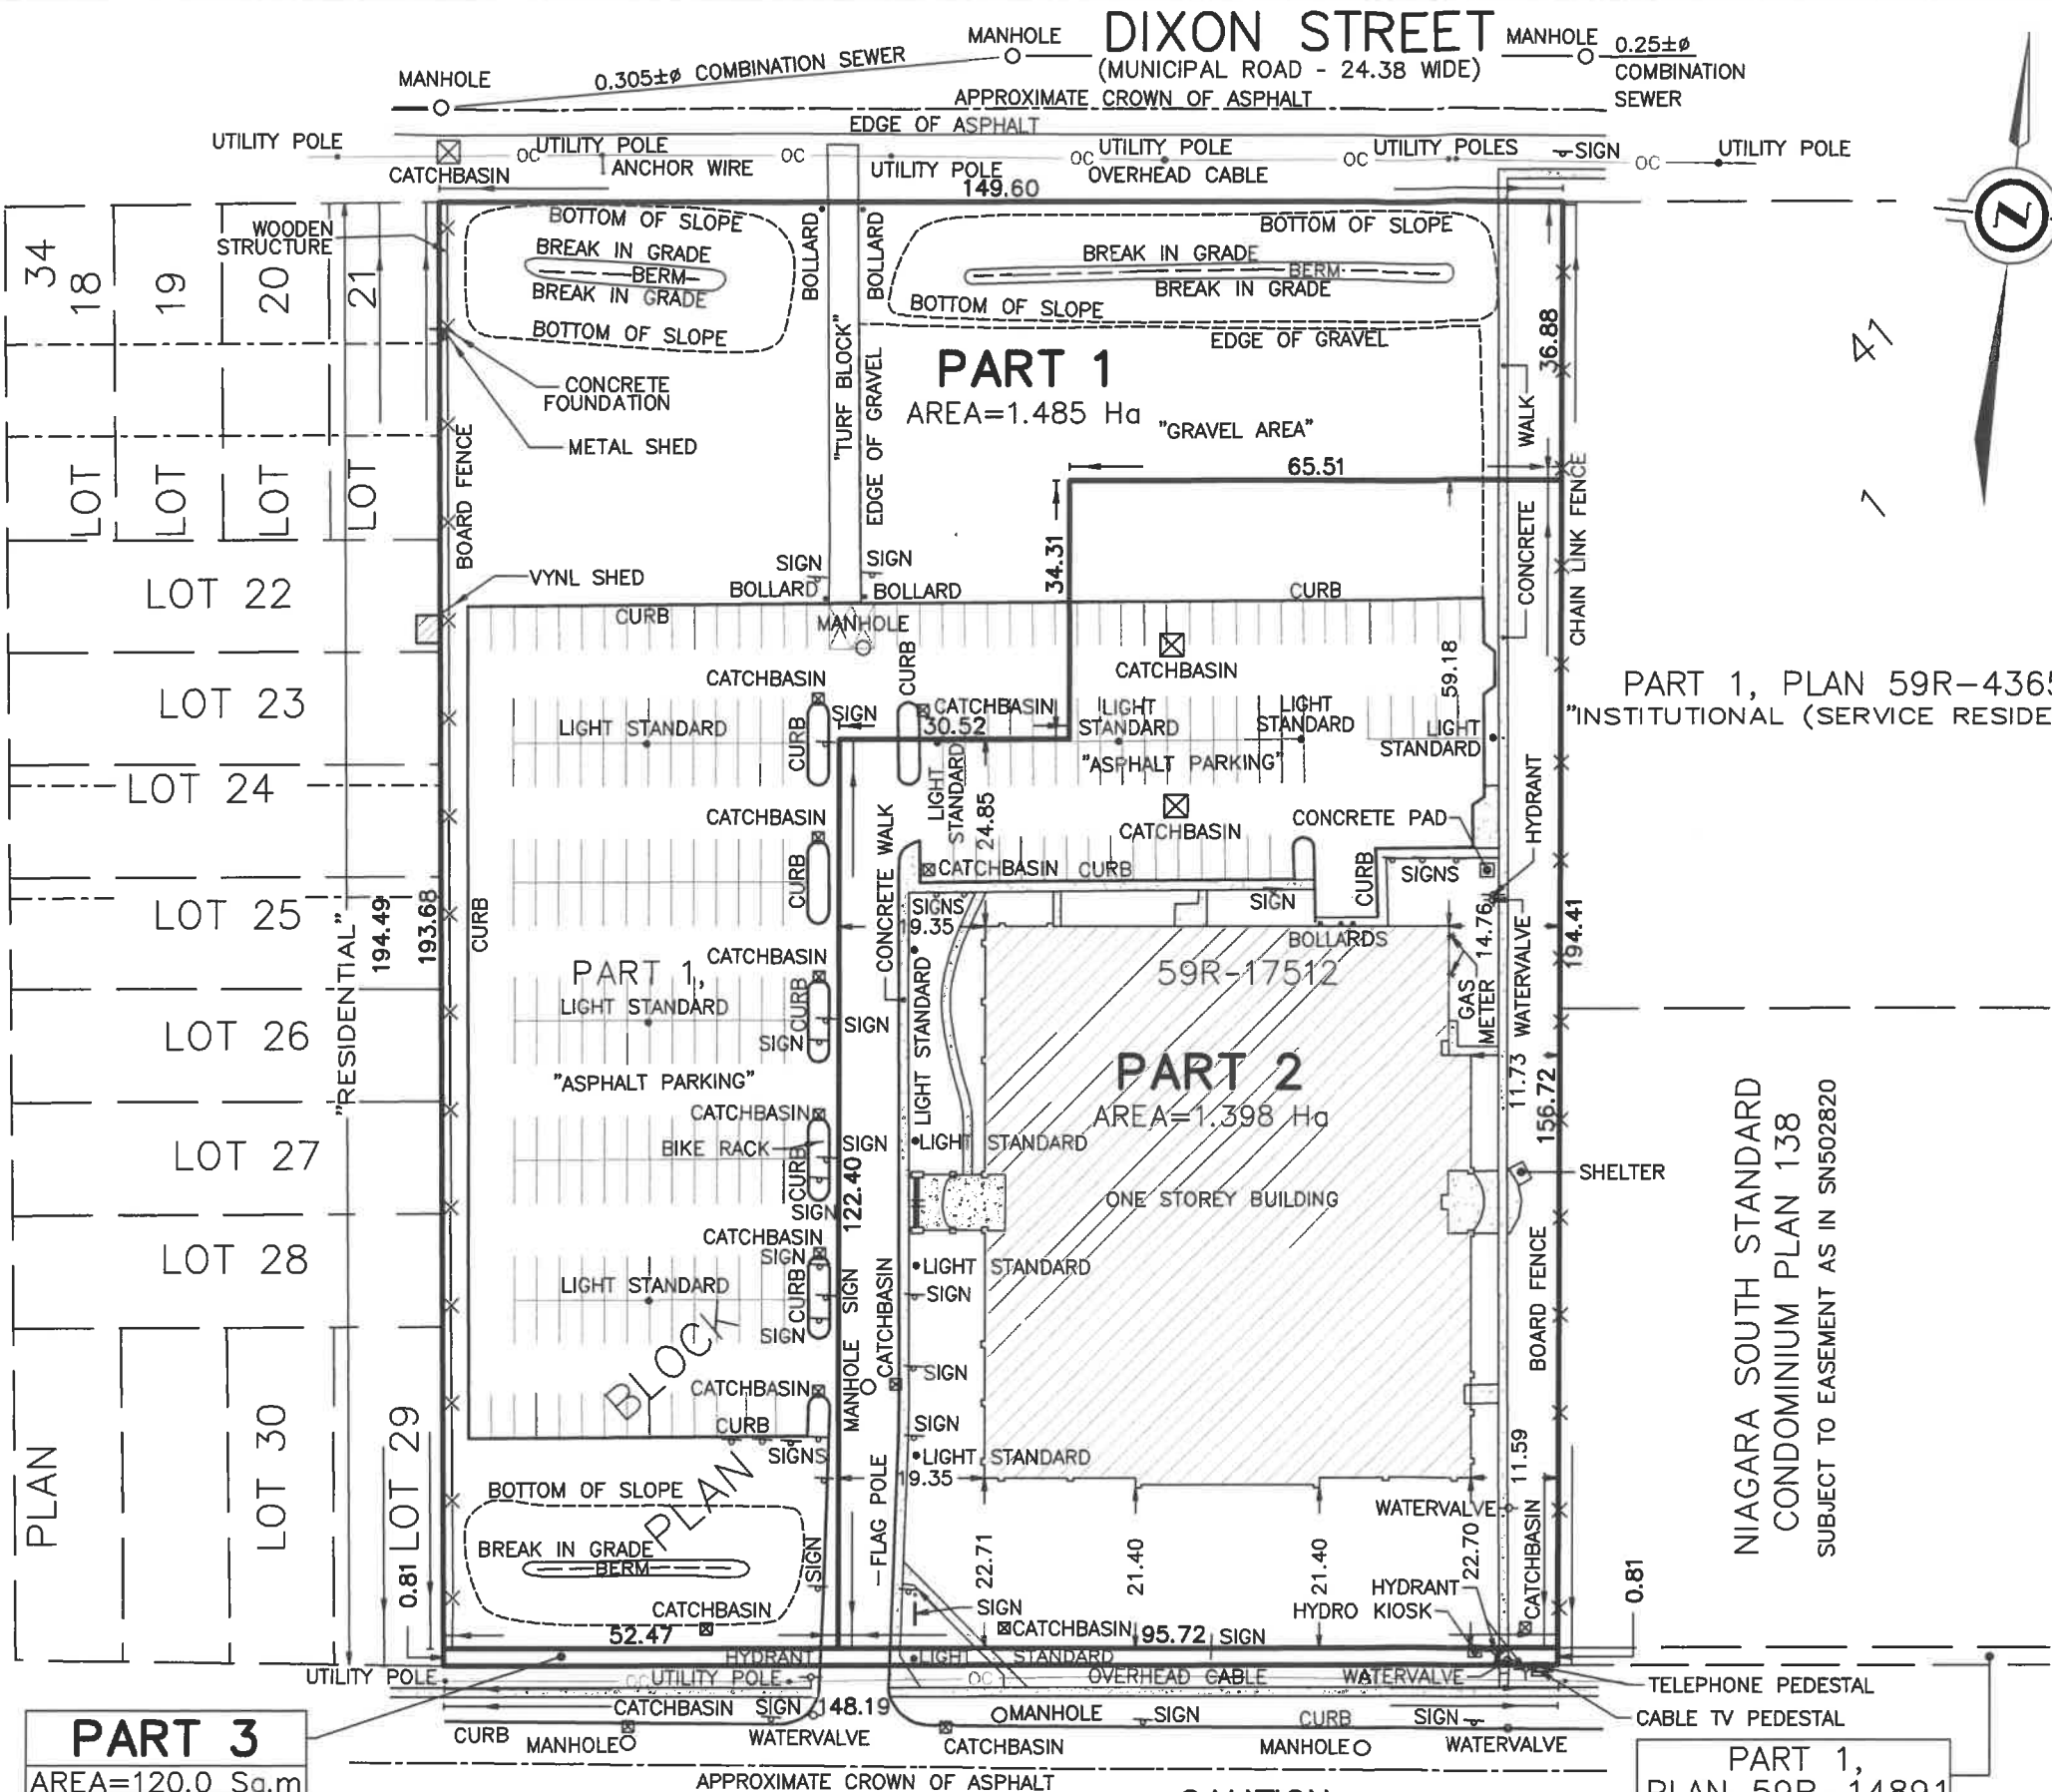 DIXON STREET
(MUNICIPAL ROAD - 24.38 WIDE)
MANHOLE
MANHOLE
MANHOLE
0.305±ø COMBINATION SEWER
0.25±ø
COMBINATION
SEWER
APPROXIMATE CROWN OF ASPHALT
EDGE OF ASPHALT
UTILITY POLE
CATCHBASIN
OC
UTILITY POLE
ANCHOR WIRE
OC
UTILITY POLE
OC
UTILITY POLE
OVERHEAD CABLE
OC
UTILITY POLES
SIGN
OC
UTILITY POLE
149.60
N
WOODEN
STRUCTURE
BOTTOM OF SLOPE
BREAK IN GRADE
BERM
BREAK IN GRADE
BOTTOM OF SLOPE
BOLLARD
BOLLARD
BOTTOM OF SLOPE
BREAK IN GRADE
BERM
BREAK IN GRADE
BOTTOM OF SLOPE
EDGE OF GRAVEL
34
18
19
20
21
LOT
LOT
LOT
LOT
CONCRETE
FOUNDATION
METAL SHED
BOARD FENCE
"TURF BLOCK"
EDGE OF GRAVEL
PART 1
AREA=1.485 Ha
"GRAVEL AREA"
36.88
WALK
65.51
41
1
34.31
CONCRETE
CHAIN LINK FENCE
SIGN
SIGN
BOLLARD
BOLLARD
VYNL SHED
CURB
MANHOLE
CURB
LOT 22
LOT 23
LOT 24
LOT 25
LOT 26
LOT 27
LOT 28
LOT 29
LOT 30
PLAN
"RESIDENTIAL"
194.49
193.68
CURB
CATCHBASIN
CURB
CATCHBASIN
CATCHBASIN
59.18
LIGHT STANDARD
CURB
SIGN
30.52
LIGHT
STANDARD
LIGHT
STANDARD
LIGHT
STANDARD
"ASPHALT PARKING"
LIGHT
STANDARD
24.85
PART 1, PLAN 59R-4365
"INSTITUTIONAL (SERVICE RESIDE
CATCHBASIN
CURB
CONCRETE WALK
CATCHBASIN
CONCRETE PAD
HYDRANT
CATCHBASIN
CURB
CURB
SIGNS
SIGNS
19.35
SIGN
BOLLARDS
14.76
194.41
CATCHBASIN
PART 1,
LIGHT STANDARD
CURB
SIGN
SIGN
LIGHT STANDARD
59R-17512
GAS
METER
WATERVALVE
"ASPHALT PARKING"
PART 2
AREA=1.398 Ha
11.73
156.72
CATCHBASIN
BIKE RACK
CURB
SIGN
SIGN
122.40
LIGHT STANDARD
ONE STOREY BUILDING
SHELTER
CATCHBASIN
SIGN
LIGHT STANDARD
CURB
SIGN
SIGN
CATCHBASIN
LIGHT STANDARD
SIGN
BOARD FENCE
NIAGARA SOUTH STANDARD
CONDOMINIUM PLAN 138
SUBJECT TO EASEMENT AS IN SN502820
BLOCK
PLAN
CATCHBASIN
CURB
SIGNS
MANHOLE
SIGN
SIGN
LIGHT STANDARD
19.35
11.59
BOTTOM OF SLOPE
BREAK IN GRADE
BERM
SIGN
FLAG POLE
22.71
21.40
21.40
22.70
WATERVALVE
CATCHBASIN
0.81
0.81
CATCHBASIN
52.47
SIGN
CATCHBASIN
95.72
SIGN
HYDRANT
HYDRO KIOSK
HYDRANT
LIGHT STANDARD
UTILITY POLE
OC
UTILITY POLE
OC
OVERHEAD CABLE
WATERVALVE
TELEPHONE PEDESTAL
CATCHBASIN
SIGN
148.19
MANHOLE
SIGN
CURB
SIGN
CABLE TV PEDESTAL
CURB
MANHOLE
WATERVALVE
CATCHBASIN
MANHOLE
WATERVALVE
PART 3
AREA=120.0 Sq.m
APPROXIMATE CROWN OF ASPHALT
PART 1,
PLAN 59R-14891